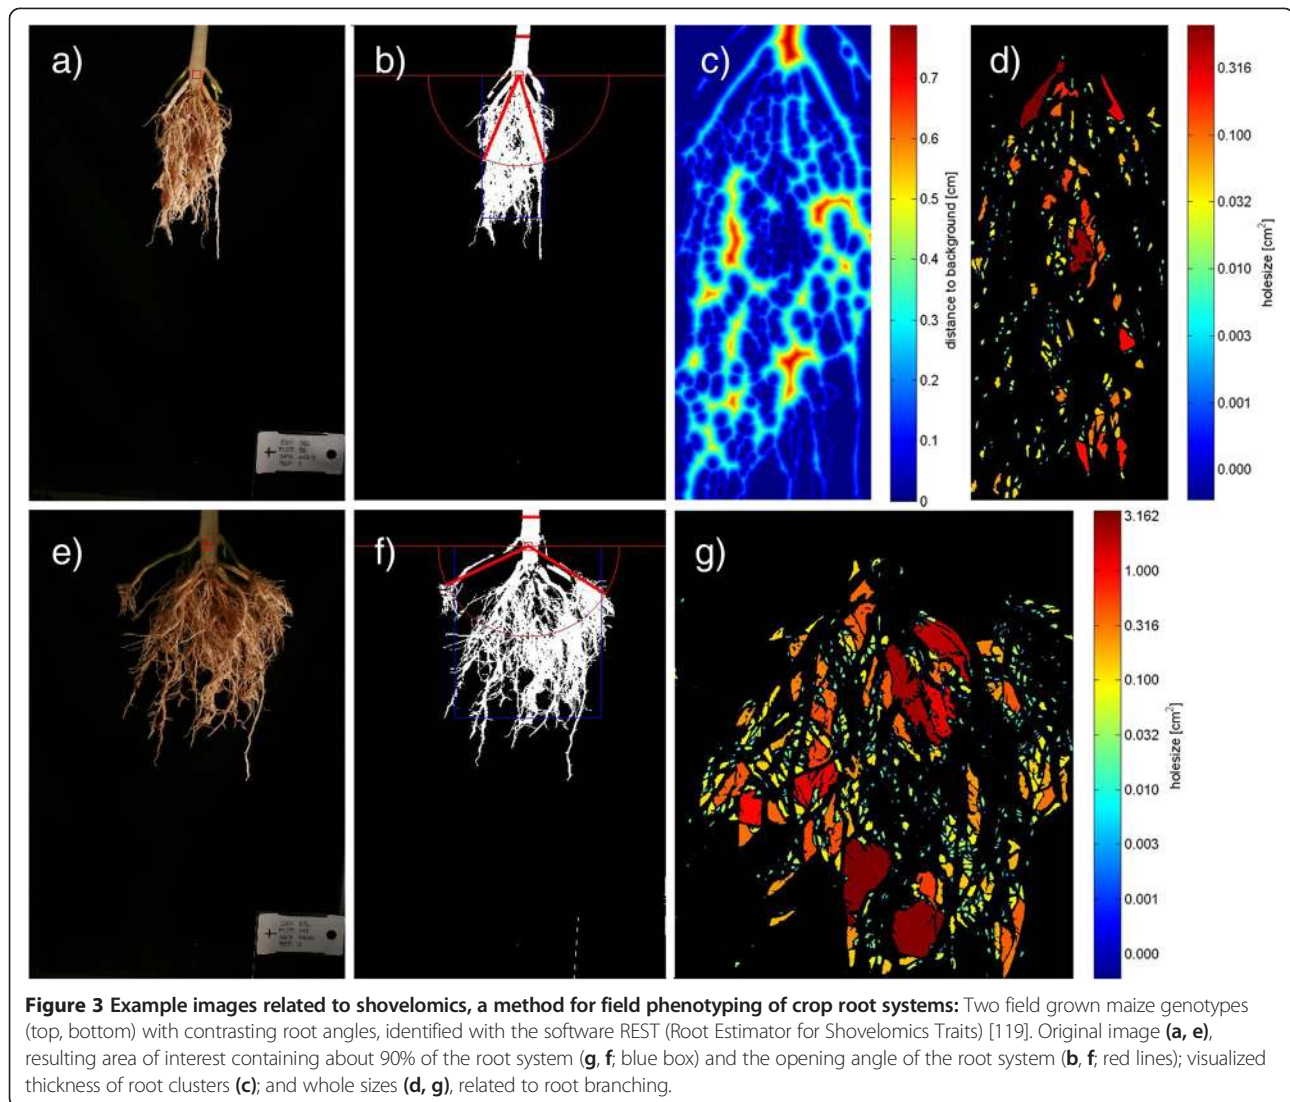 a)
b)
c)
0.7
0.6
0.5
0.4
0.3
0.2
0.1
0
distance to background [cm]
d)
0.316
0.100
0.032
0.010
0.003
0.001
0.000
holesize [cm²]
e)
f)
g)
3.162
1.000
0.316
0.100
0.032
0.010
0.003
0.001
0.000
holesize [cm²]
Figure 3 Example images related to shovelomics, a method for field phenotyping of crop root systems: Two field grown maize genotypes
(top, bottom) with contrasting root angles, identified with the software REST (Root Estimator for Shovelomics Traits) [119]. Original image (a, e),
resulting area of interest containing about 90% of the root system (g, f; blue box) and the opening angle of the root system (b, f; red lines); visualized
thickness of root clusters (c); and whole sizes (d, g), related to root branching.